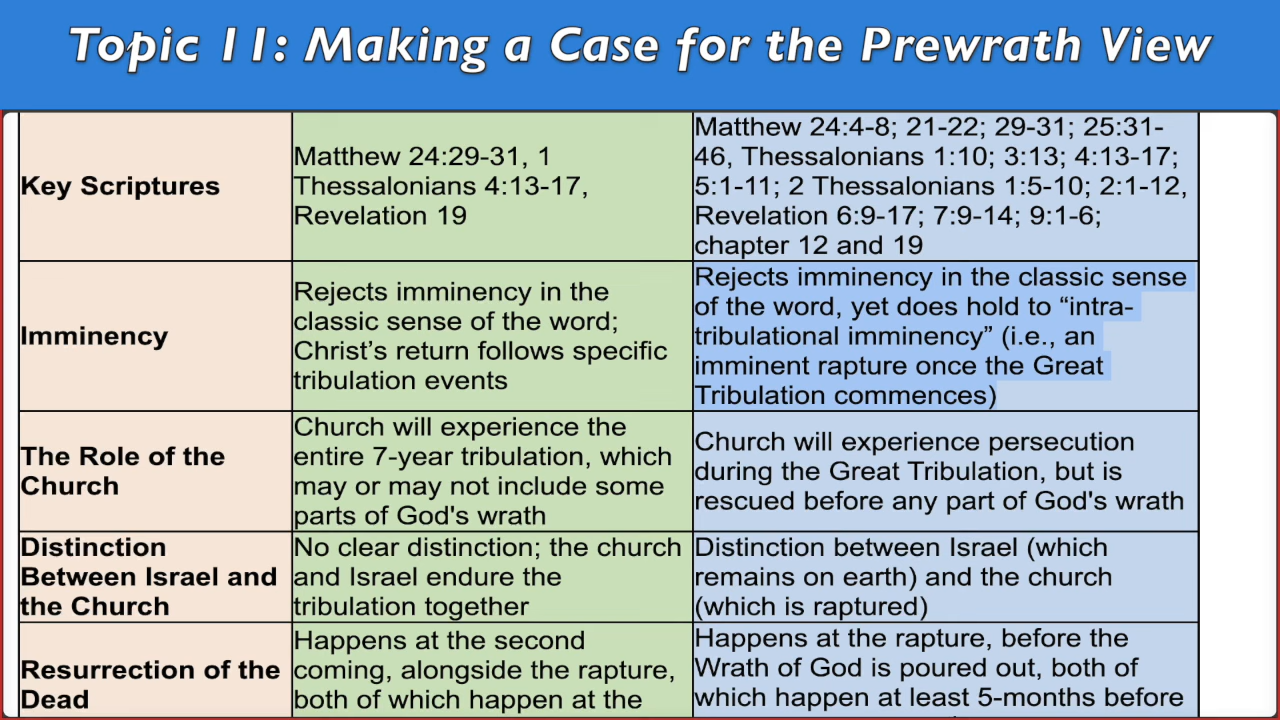 Topic 11: Making a Case for the Prewrath View
Key Scriptures
Matthew 24:29-31, 1
Thessalonians 4:13-17,
Revelation 19
Matthew 24:4-8; 21-22; 29-31; 25:31-
46, Thessalonians 1:10; 3:13; 4:13-17;
5:1-11; 2 Thessalonians 1:5-10; 2:1-12,
Revelation 6:9-17; 7:9-14; 9:1-6;
chapter 12 and 19
Imminency
Rejects imminency in the
classic sense of the word;
Christ's return follows specific
tribulation events
Rejects imminency in the classic sense
of the word, yet does hold to “intra-
tribulational imminency” (i.e., an
imminent rapture once the Great
Tribulation commences)
The Role of the
Church
Church will experience the
entire 7-year tribulation, which
may or may not include some
parts of God's wrath
Church will experience persecution
during the Great Tribulation, but is
rescued before any part of God's wrath
Distinction
Between Israel and
the Church
No clear distinction; the church
and Israel endure the
tribulation together
Distinction between Israel (which
remains on earth) and the church
(which is raptured)
Resurrection of the
Dead
Happens at the second
coming, alongside the rapture,
both of which happen at the
Happens at the rapture, before the
Wrath of God is poured out, both of
which happen at least 5-months before